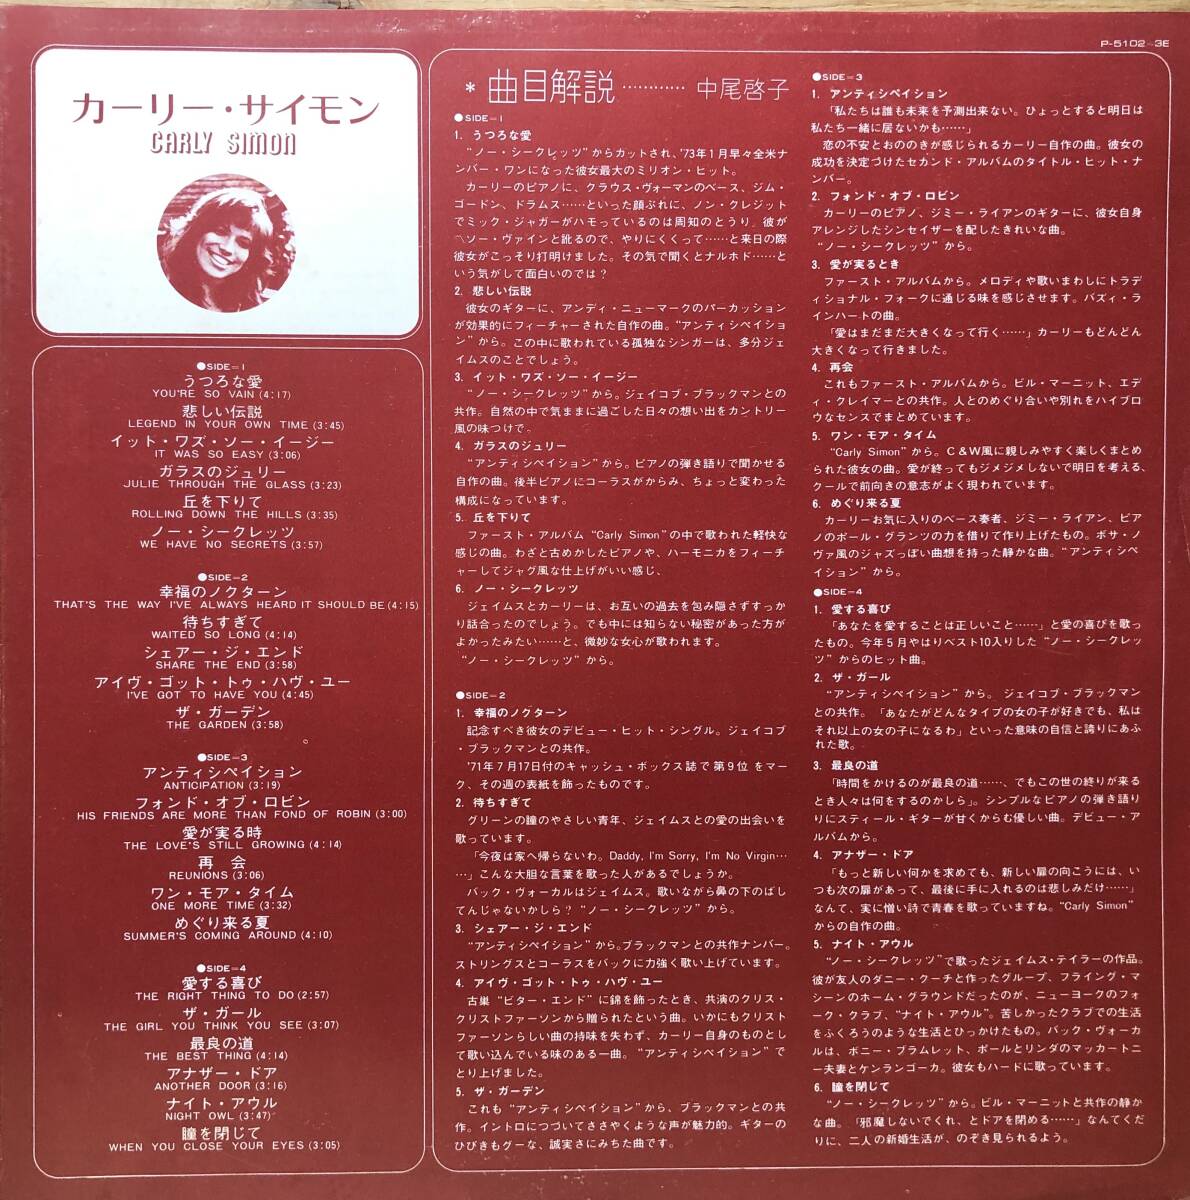 P-5102~3E
カーリー・サイモン
CARLY SIMON
●SIDE=1
うつろな愛
YOU'RE SO VAIN (4:17)
悲しい伝説
LEGEND IN YOUR OWN TIME (3:45)
イット・ワズ・ソー・イージー
IT WAS SO EASY (3:06)
ガラスのジュリー
JULIE THROUGH THE GLASS (3:23)
丘を下りて
ROLLING DOWN THE HILLS (3:35)
ノー・シークレッツ
WE HAVE NO SECRETS (3:57)
●SIDE=2
幸福のノクターン
THAT'S THE WAY I'VE ALWAYS HEARD IT SHOULD BE (4:15)
待ちすぎて
WAITED SO LONG (4:14)
シェアー・ジ・エンド
SHARE THE END (3:58)
アイヴ・ゴット・トゥ・ハヴ・ユー
I'VE GOT TO HAVE YOU (4:45)
ザ・ガーデン
THE GARDEN (3:58)
●SIDE=3
アンティシペイション
ANTICIPATION (3:19)
フォンド・オブ・ロビン
HIS FRIENDS ARE MORE THAN FOND OF ROBIN (3:00)
愛が実る時
THE LOVE'S STILL GROWING (4:14)
再 会
REUNIONS (3:06)
ワン・モア・タイム
ONE MORE TIME (3:32)
めぐり来る夏
SUMMER'S COMING AROUND (4:10)
●SIDE=4
愛する喜び
THE RIGHT THING TO DO (2:57)
ザ・ガール
THE GIRL YOU THINK YOU SEE (3:07)
最良の道
THE BEST THING (4:14)
アナザー・ドア
ANOTHER DOOR (3:16)
ナイト・アウル
NIGHT OWL (3:47)
瞳を閉じて
WHEN YOU CLOSE YOUR EYES (3:05)
* 曲目解説…………中尾啓子
●SIDE=1
1. うつろな愛
“ノー・シークレッツ”からカットされ、'73年1月早々全米ナ
ンバー・ワンになった彼女最大のミリオン・ヒット。
カーリーのピアノに、クラウス・ヴォーマンのベース、ジム・
ゴードン、ドラムス……といった顔ぶれに、ノン・クレジット
でミック・ジャガーがハモっているのは周知のとうり。彼が
ソー・ヴァインと訛るので、やりにくくって……と来日の際
彼女がこっそり打明けました。その気で聞くとナルホド……と
いう気がして面白いのでは?
2. 悲しい伝説
彼女のギターに、アンディ・ニューマークのパーカッション
が効果的にフィーチャーされた自作の曲。“アンティシペイショ
ン”から。この中に歌われている孤独なシンガーは、多分ジェ
イムスのことでしょう。
3. イット・ワズ・ソー・イージー
“ノー・シークレッツ”から。ジェイコブ・ブラックマンとの
共作。自然の中で気ままに過ごした日々の想い出をカントリー
風の味つけで。
4. ガラスのジュリー
“アンティシペイション”から。ピアノの弾き語りで聞かせる
自作の曲。後半ピアノにコーラスがからみ、ちょっと変わった
構成になっています。
5. 丘を下りて
ファースト・アルバム “Carly Simon”の中で歌われた軽快な
感じの曲。わざと古めかしたピアノや、ハーモニカをフィーチ
ャーしてジャグ風な仕上げがいい感じ、
6. ノー・シークレッツ
ジェイムスとカーリーは、お互いの過去を包み隠さずすっか
り話合ったのでしょう。でも中には知らない秘密があった方が
よかったみたい……と、微妙な女心が歌われます。
“ノー・シークレッツ”から。
●SIDE=2
1. 幸福のノクターン
記念すべき彼女のデビュー・ヒット・シングル。ジェイコブ
・ブラックマンとの共作。
'71年7月17日付のキャッシュ・ボックス誌で第9位をマー
ク、その週の表紙を飾ったものです。
2. 待ちすぎて
グリーンの瞳のやさしい青年、ジェイムスとの愛の出会いを
歌っています。
「今夜は家へ帰らないわ。Daddy, I'm Sorry, I'm No Virgin…
…」こんな大胆な言葉を歌った人があるでしょうか。
バック・ヴォーカルはジェイムス。歌いながら鼻の下のばし
てんじゃないかしら? “ノー・シークレッツ”から。
3. シェアー・ジ・エンド
“アンティシペイション”から。ブラックマンとの共作ナンバー。
ストリングスとコーラスをバックに力強く歌い上げています。
4. アイヴ・ゴット・トゥ・ハヴ・ユー
古巣 “ビター・エンド” に錦を飾ったとき、共演のクリス・
クリストファーソンから贈られたという曲。いかにもクリスト
ファーソンらしい曲の持味を失わず、カーリー自身のものとし
て歌い込んでいる味のある一曲。“アンティシペイション”で
とり上げました。
5. ザ・ガーデン
これも “アンティシペイション”から、ブラックマンとの共
作。イントロにつづいてささやくような声が魅力的。ギターの
ひびきもグーな、誠実さにみちた曲です。
●SIDE=3
1. アンティシペイション
「私たちは誰も未来を予測出来ない。ひょっとすると明日は
私たち一緒に居ないかも……」
恋の不安とおののきが感じられるカーリー自作の曲。彼女の
成功を決定づけたセカンド・アルバムのタイトル・ヒット・ナ
ンバー。
2. フォンド・オブ・ロビン
カーリーのピアノ、ジミー・ライアンのギターに、彼女自身
アレンジしたシンセイザーを配したきれいな曲。
“ノー・シークレッツ” から。
3. 愛が実るとき
ファースト・アルバムから。メロディや歌いまわしにトラデ
ィショナル・フォークに通じる味を感じさせます。バズィ・ラ
インハートの曲。
「愛はまだまだ大きくなって行く……」カーリーもどんどん
大きくなって行きました。
4. 再会
これもファースト・アルバムから。ビル・マーニット、エデ
ィ・クレイマーとの共作。人とのめぐり合いや別れをハイブロ
ウなセンスでまとめています。
5. ワン・モア・タイム
“Carly Simon” から。C＆W風に親しみやすく楽しくまとめ
られた彼女の曲。愛が終ってもジメジメしないで明日を考える、
クールで前向きの意志がよく現われています。
6. めぐり来る夏
カーリーお気に入りのベース奏者、ジミー・ライアン、ピア
ノのポール・グランツの力を借りて作り上げたもの。ボサ・ノ
ヴァ風のジャズっぽい曲想を持った静かな曲。“アンティシペ
イション” から。
●SIDE=4
1. 愛する喜び
「あなたを愛することは正しいこと……」と愛の喜びを歌っ
たもの。今年5月やはりベスト10入りした “ノー・シークレッ
ツ”からのヒット曲。
2. ザ・ガール
“アンティシペイション” から。ジェイコブ・ブラックマン
との共作。「あなたがどんなタイプの女の子が好きでも、私は
それ以上の女の子になるわ」といった意味の自信と誇りにあふ
れた歌。
3. 最良の道
「時間をかけるのが最良の道……、でもこの世の終りが来る
とき人々は何をするのかしら」。シンプルなピアノの弾き語り
りにスティール・ギターが甘くからむ優しい曲。デビュー・ア
ルバムから。
4. アナザー・ドア
「もっと新しい何かを求めても、新しい扉の向こうには、い
つも次の扉があって、最後に手に入れるのは悲しみだけ……」
なんて、実に憎い詩で青春を歌っていますね。“Carly Simon”
からの自作の曲。
5. ナイト・アウル
“ノー・シークレッツ”で歌ったジェイムス・テイラーの作品。
彼が友人のダニー・クーチと作ったグループ、フライング・マ
シーンのホーム・グラウンドだったのが、ニューヨークのフォ
ーク・クラブ、“ナイト・アウル”。苦しかったクラブでの生活
をふくろうのような生活とひっかけたもの。バック・ヴォーカ
ルは、ボニー・ブラムレット、ポールとリンダのマッカートニ
ー夫妻とケンランゴーカ。彼女もハードに歌っています。
6. 瞳を閉じて
“ノー・シークレッツ”から。ビル・マーニットと共作の静か
な曲。「邪魔しないでくれ、とドアを閉める……」なんてくだ
りに、二人の新婚生活が、のぞき見られるよう。